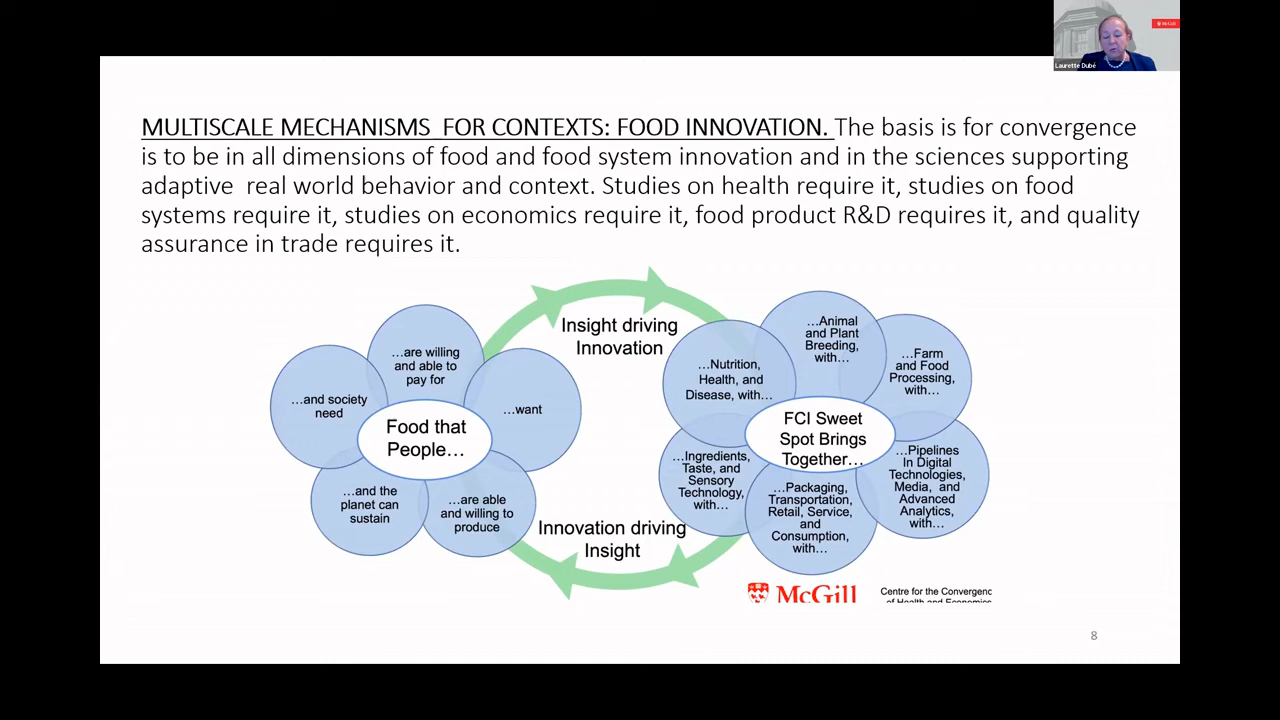 McGill
Laurette Dubé
MULTISCALE MECHANISMS FOR CONTEXTS: FOOD INNOVATION. The basis is for convergence
is to be in all dimensions of food and food system innovation and in the sciences supporting
adaptive real world behavior and context. Studies on health require it, studies on food
systems require it, studies on economics require it, food product R&D requires it, and quality
assurance in trade requires it.
Insight driving
Innovation
Innovation driving
Insight
Food that
People…
…want
…are willing
and able to
pay for
…and society
need
…and the
planet can
sustain
…are able
and willing to
produce
FCI Sweet
Spot Brings
Together…
…Nutrition,
Health, and
Disease, with…
…Animal
and Plant
Breeding,
with…
…Farm
and Food
Processing,
with…
…Pipelines
In Digital
Technologies,
Media, and
Advanced
Analytics,
with…
…Packaging,
Transportation,
Retail, Service,
and
Consumption,
with…
…Ingredients,
Taste, and
Sensory
Technology,
with…
McGill
Centre for the Convergenc
of Health and Economics
8